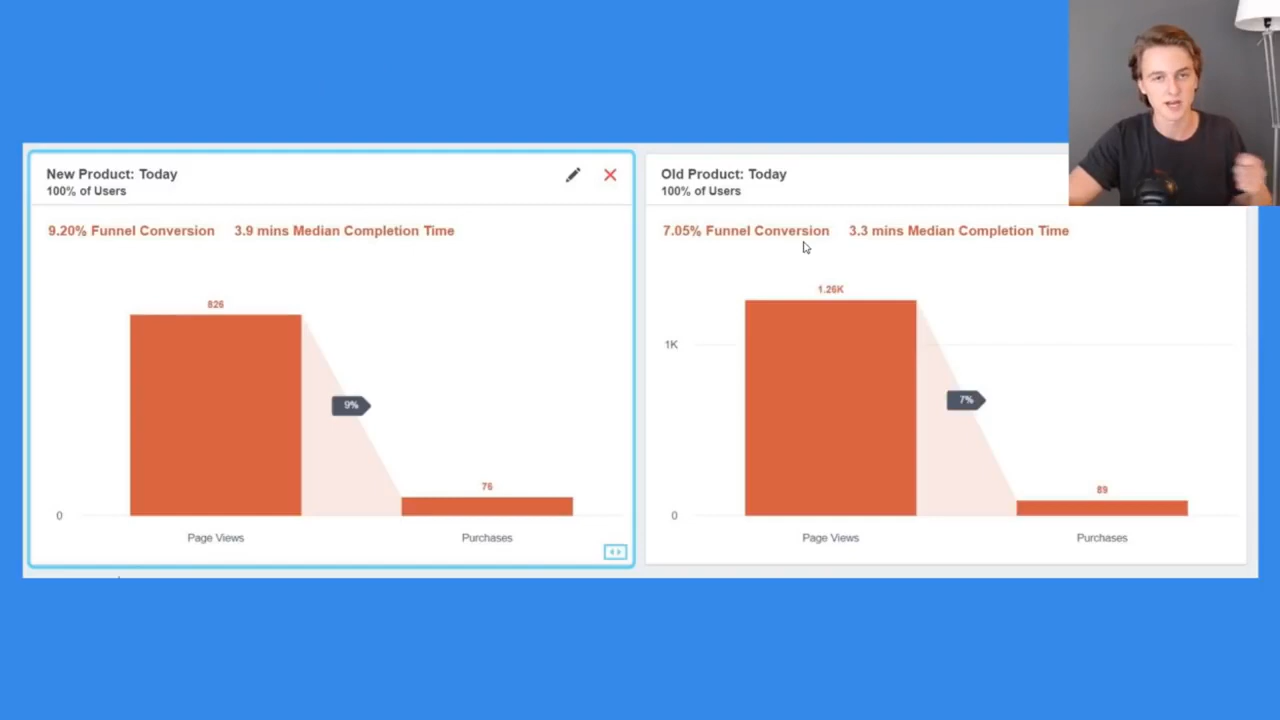 New Product: Today
100% of Users
9.20% Funnel Conversion 3.9 mins Median Completion Time
826
9%
76
0
Page Views Purchases
Old Product: Today
100% of Users
7.05% Funnel Conversion 3.3 mins Median Completion Time
1.26K
1K
7%
89
0
Page Views Purchases